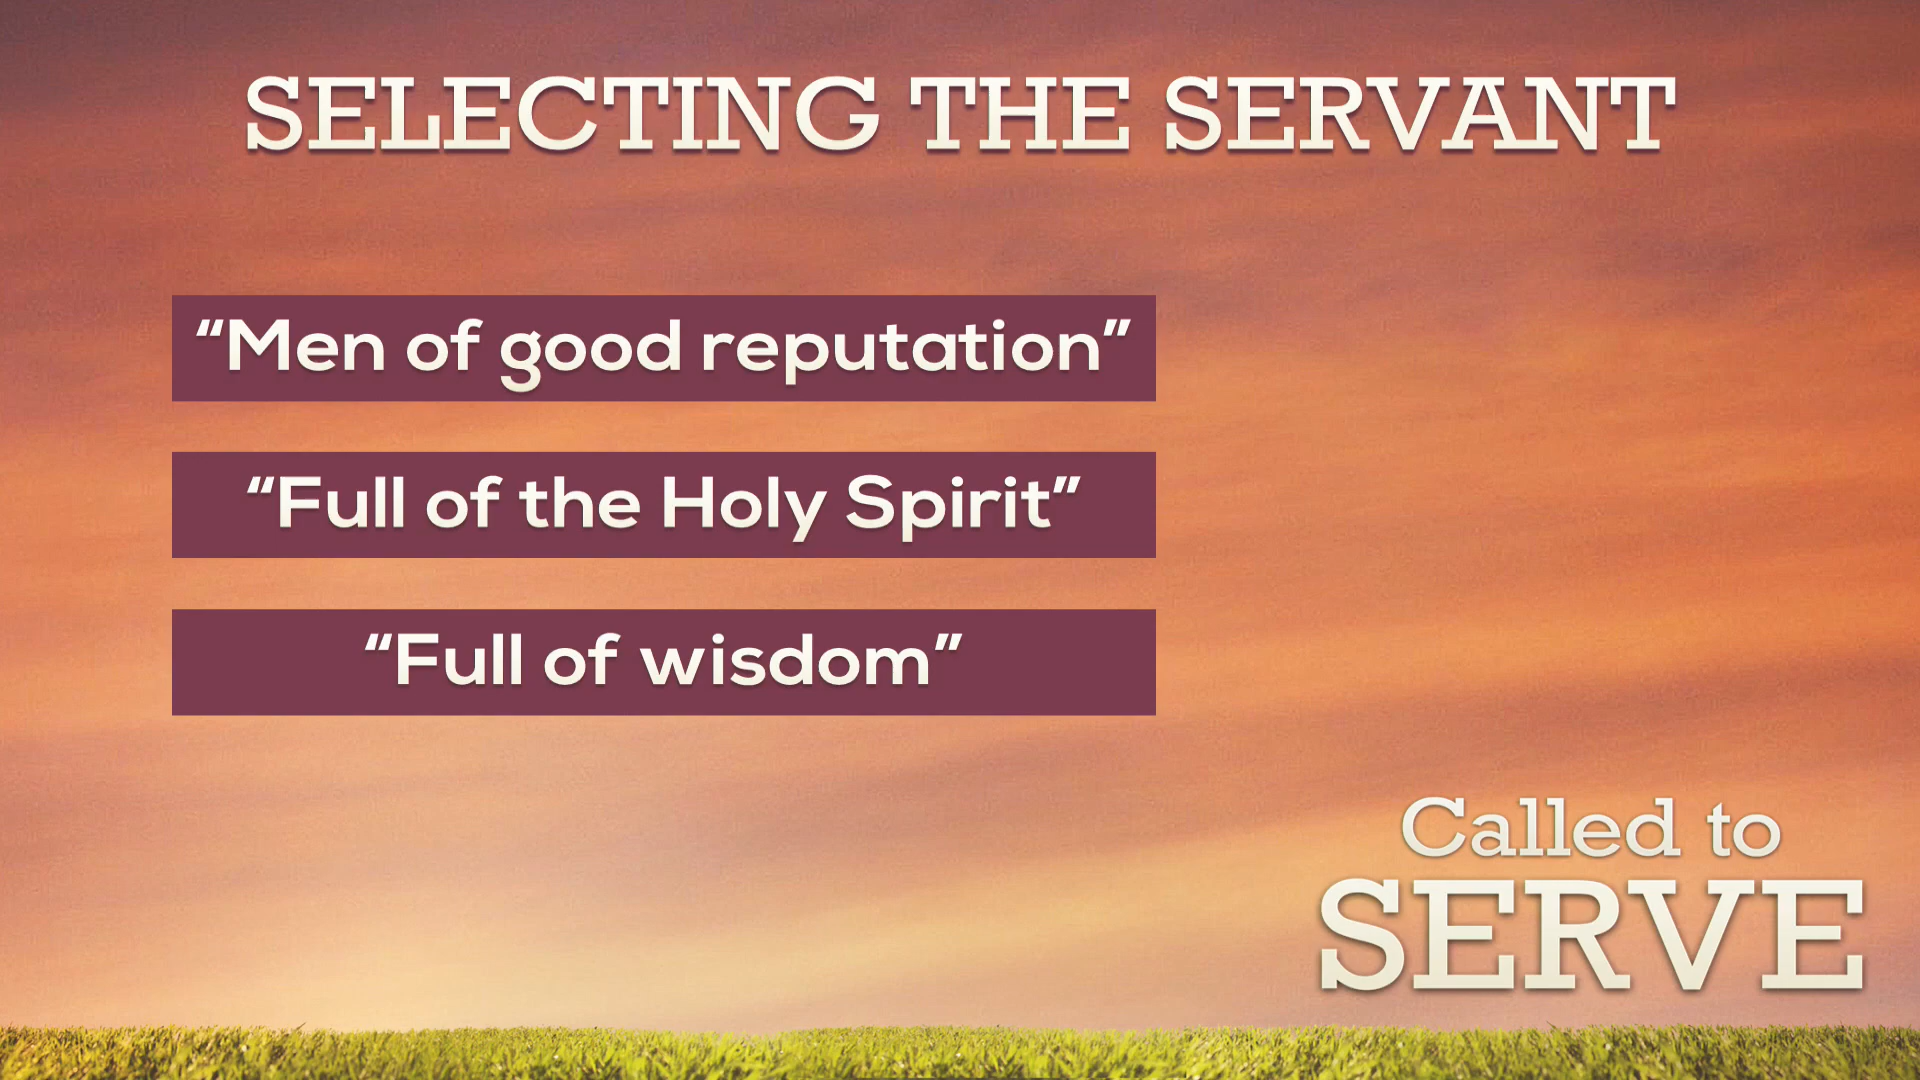 SELECTING THE SERVANT
“Men of good reputation”
“Full of the Holy Spirit”
“Full of wisdom”
Called to
SERVE